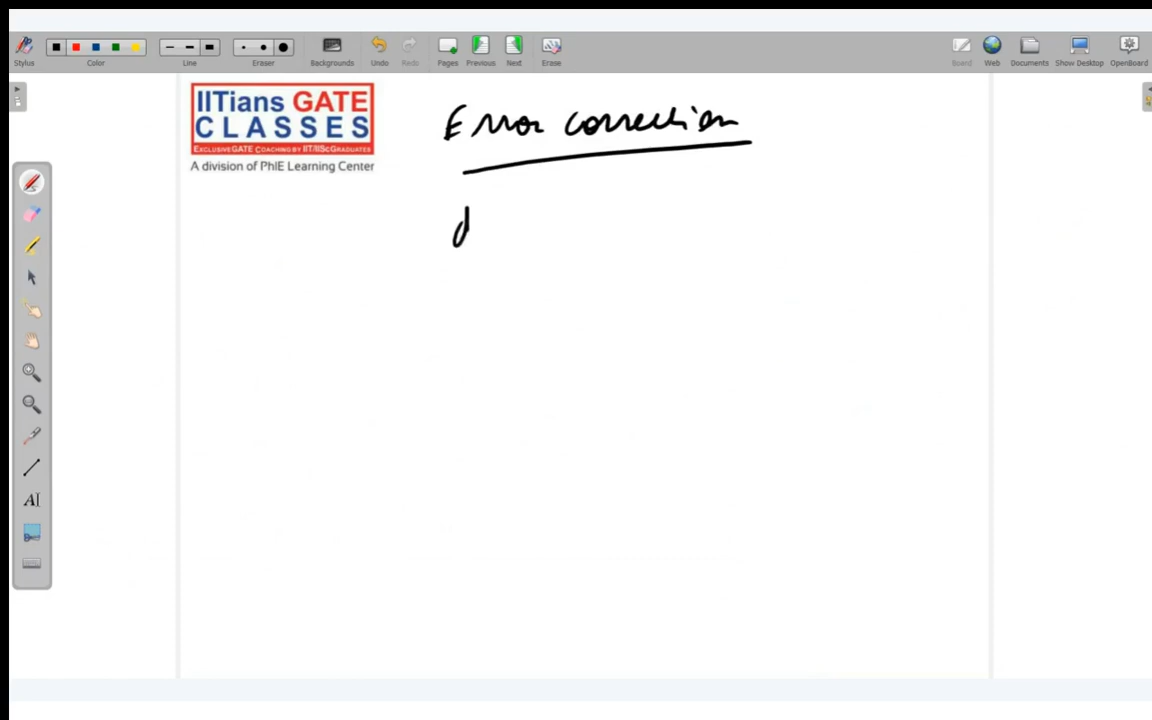 Stylus
Color
Line
Eraser
Backgrounds
Undo
Redo
Pages
Previous
Next
Erase
Board
Web
Documents
Show Desktop
OpenBoard
IITians GATE
CLASSES
EXCLUSIVE GATE COACHING BY IIT/IISc GRADUATES
A division of PhIE Learning Center
Error correction
d
AI